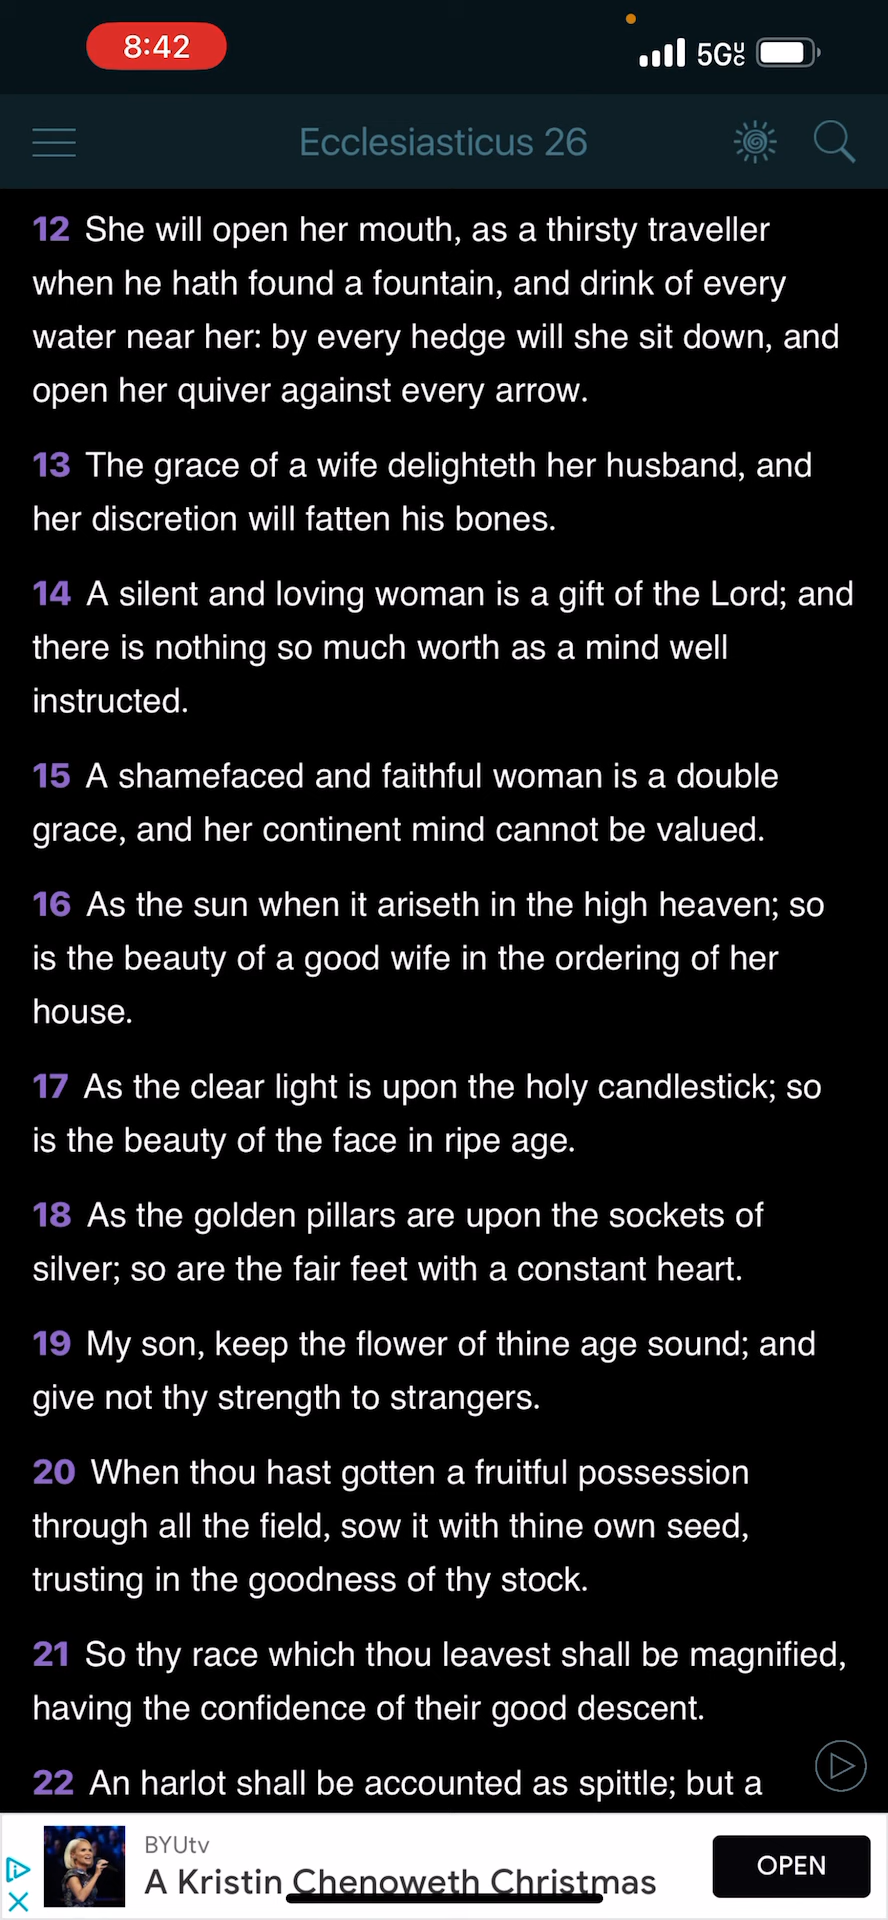 8:42
5G UC
Ecclesiasticus 26
12 She will open her mouth, as a thirsty traveller
when he hath found a fountain, and drink of every
water near her: by every hedge will she sit down, and
open her quiver against every arrow.
13 The grace of a wife delighteth her husband, and
her discretion will fatten his bones.
14 A silent and loving woman is a gift of the Lord; and
there is nothing so much worth as a mind well
instructed.
15 A shamefaced and faithful woman is a double
grace, and her continent mind cannot be valued.
16 As the sun when it ariseth in the high heaven; so
is the beauty of a good wife in the ordering of her
house.
17 As the clear light is upon the holy candlestick; so
is the beauty of the face in ripe age.
18 As the golden pillars are upon the sockets of
silver; so are the fair feet with a constant heart.
19 My son, keep the flower of thine age sound; and
give not thy strength to strangers.
20 When thou hast gotten a fruitful possession
through all the field, sow it with thine own seed,
trusting in the goodness of thy stock.
21 So thy race which thou leavest shall be magnified,
having the confidence of their good descent.
22 An harlot shall be accounted as spittle; but a
BYUtv
A Kristin Chenoweth Christmas
OPEN